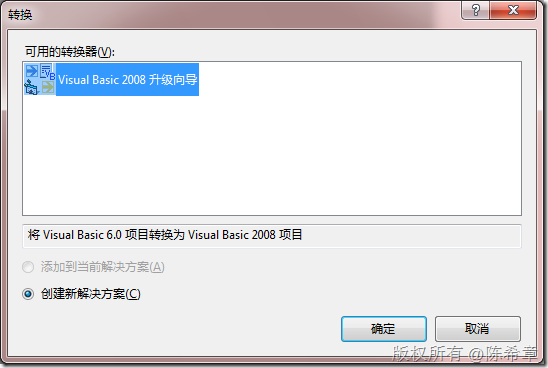 转换
可用的转换器(V):
Visual Basic 2008 升级向导
将 Visual Basic 6.0 项目转换为 Visual Basic 2008 项目
添加到当前解决方案(A)
创建新解决方案(C)
确定 取消
版权所有 @陈希章